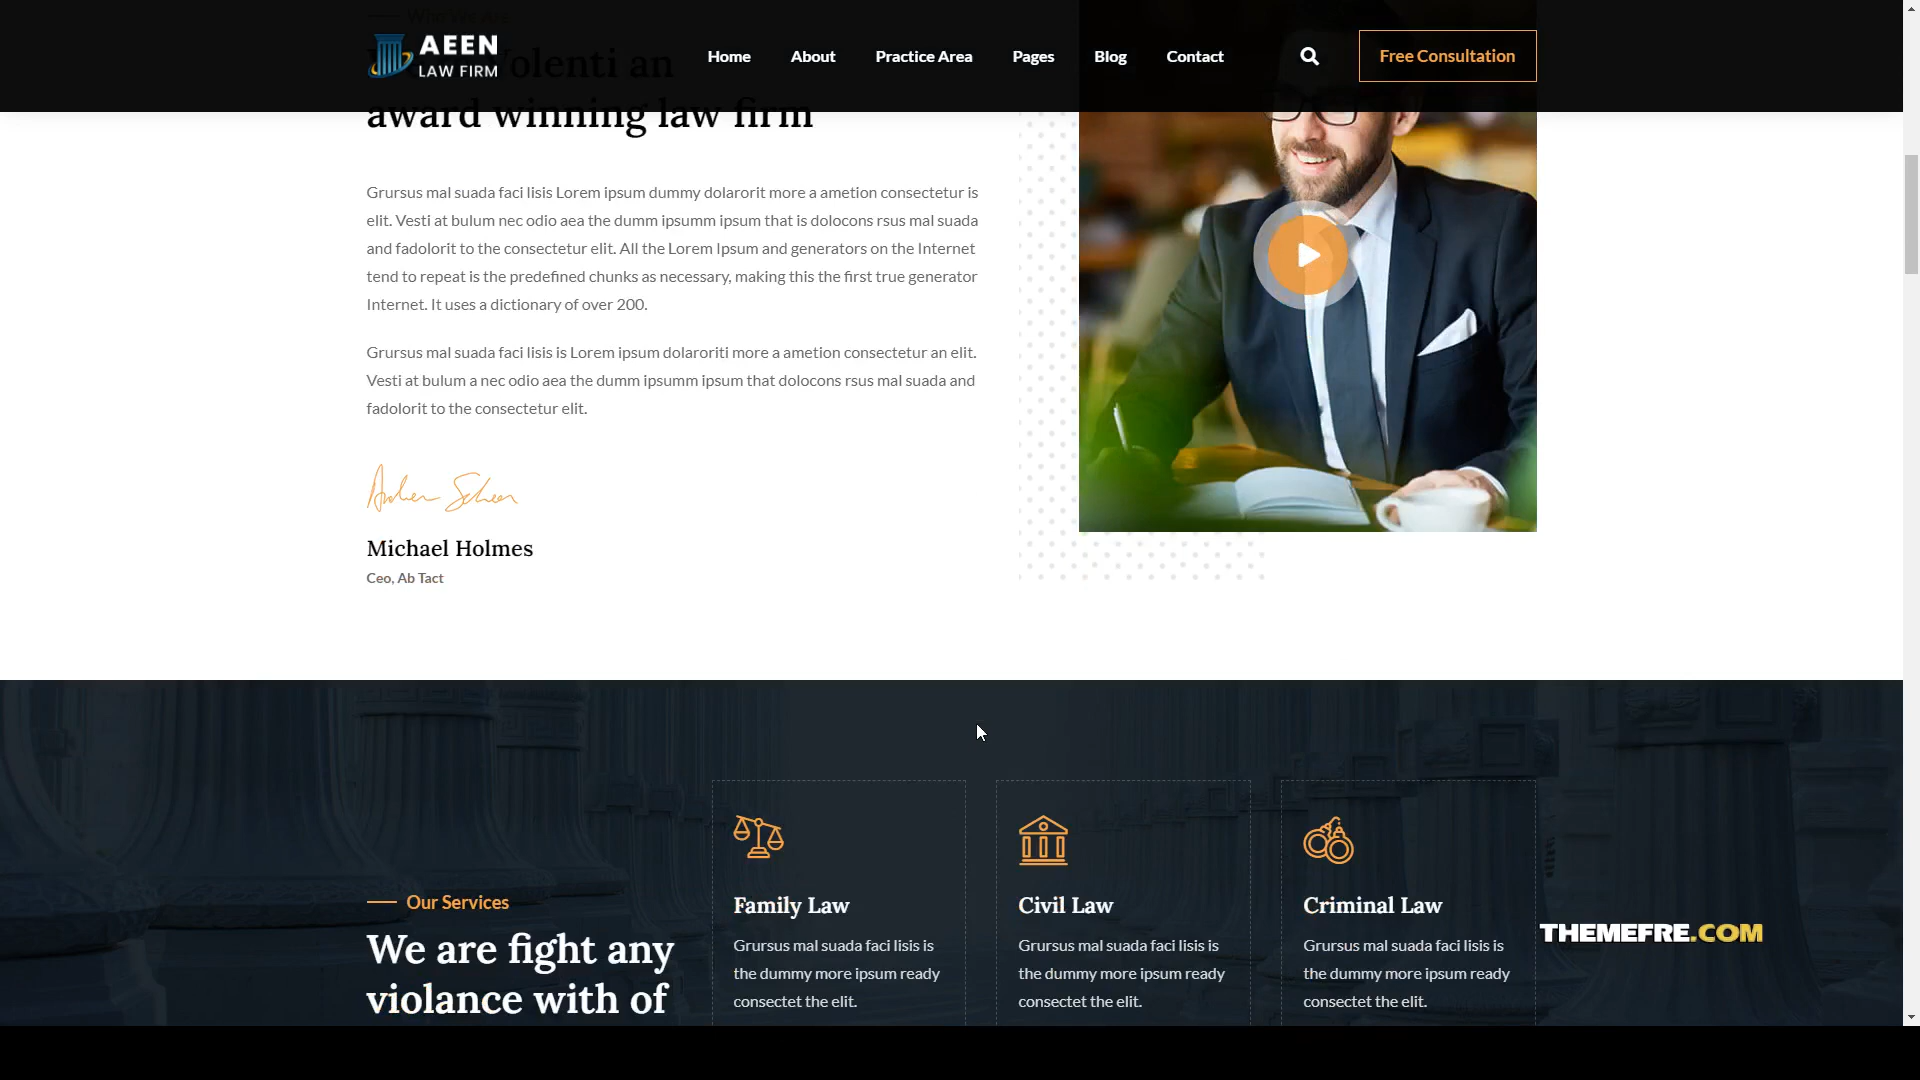 Who We Are
AEEN
LAW FIRM
Home
About
Practice Area
Pages
Blog
Contact
Free Consultation
Volenti an
award winning law firm
Grursus mal suada faci lisis Lorem ipsum dummy dolarorit more a ametion consectetur is
elit. Vesti at bulum nec odio aea the dumm ipsumm ipsum that is dolocons rsus mal suada
and fadolorit to the consectetur elit. All the Lorem Ipsum and generators on the Internet
tend to repeat is the predefined chunks as necessary, making this the first true generator
Internet. It uses a dictionary of over 200.
Grursus mal suada faci lisis is Lorem ipsum dolaroriti more a ametion consectetur an elit.
Vesti at bulum a nec odio aea the dumm ipsumm ipsum that dolocons rsus mal suada and
fadolorit to the consectetur elit.
Michael Holmes
Ceo, Ab Tact
Our Services
We are fight any
violance with of
Family Law
Grursus mal suada faci lisis is
the dummy more ipsum ready
consectet the elit.
Civil Law
Grursus mal suada faci lisis is
the dummy more ipsum ready
consectet the elit.
Criminal Law
Grursus mal suada faci lisis is
the dummy more ipsum ready
consectet the elit.
THEMEFRE.COM